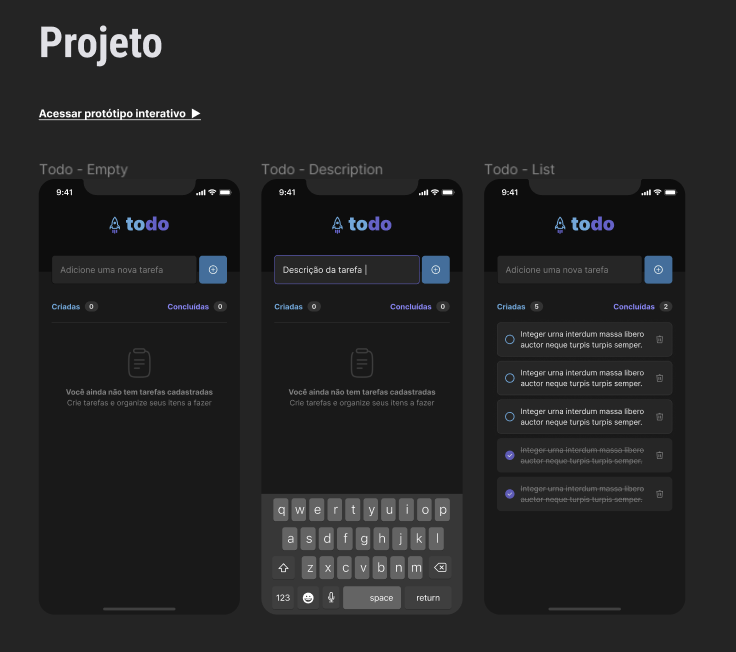 Projeto
Acessar protótipo interativo ▶
Todo - Empty
9:41
todo
Adicione uma nova tarefa
Criadas 0
Concluídas 0
Você ainda não tem tarefas cadastradas
Crie tarefas e organize seus itens a fazer
Todo - Description
9:41
todo
Descrição da tarefa |
Criadas 0
Concluídas 0
Você ainda não tem tarefas cadastradas
Crie tarefas e organize seus itens a fazer
q w e r t y u i o p
a s d f g h j k l
z x c v b n m
123 space return
Todo - List
9:41
todo
Adicione uma nova tarefa
Criadas 5
Concluídas 2
Integer urna interdum massa libero
auctor neque turpis turpis semper.
Integer urna interdum massa libero
auctor neque turpis turpis semper.
Integer urna interdum massa libero
auctor neque turpis turpis semper.
Integer urna interdum massa libero
auctor neque turpis turpis semper.
Integer urna interdum massa libero
auctor neque turpis turpis semper.